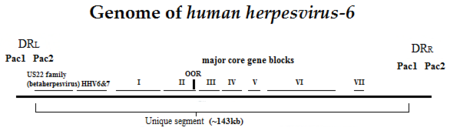 Genome of human herpesvirus-6
DRL
DRR
Pac1 Pac2
major core gene blocks
Pac1 Pac2
US22 family
OOR
(betaherpesvirus) HHV6&7 I II III IV V VI VII
Unique segment (~143kb)